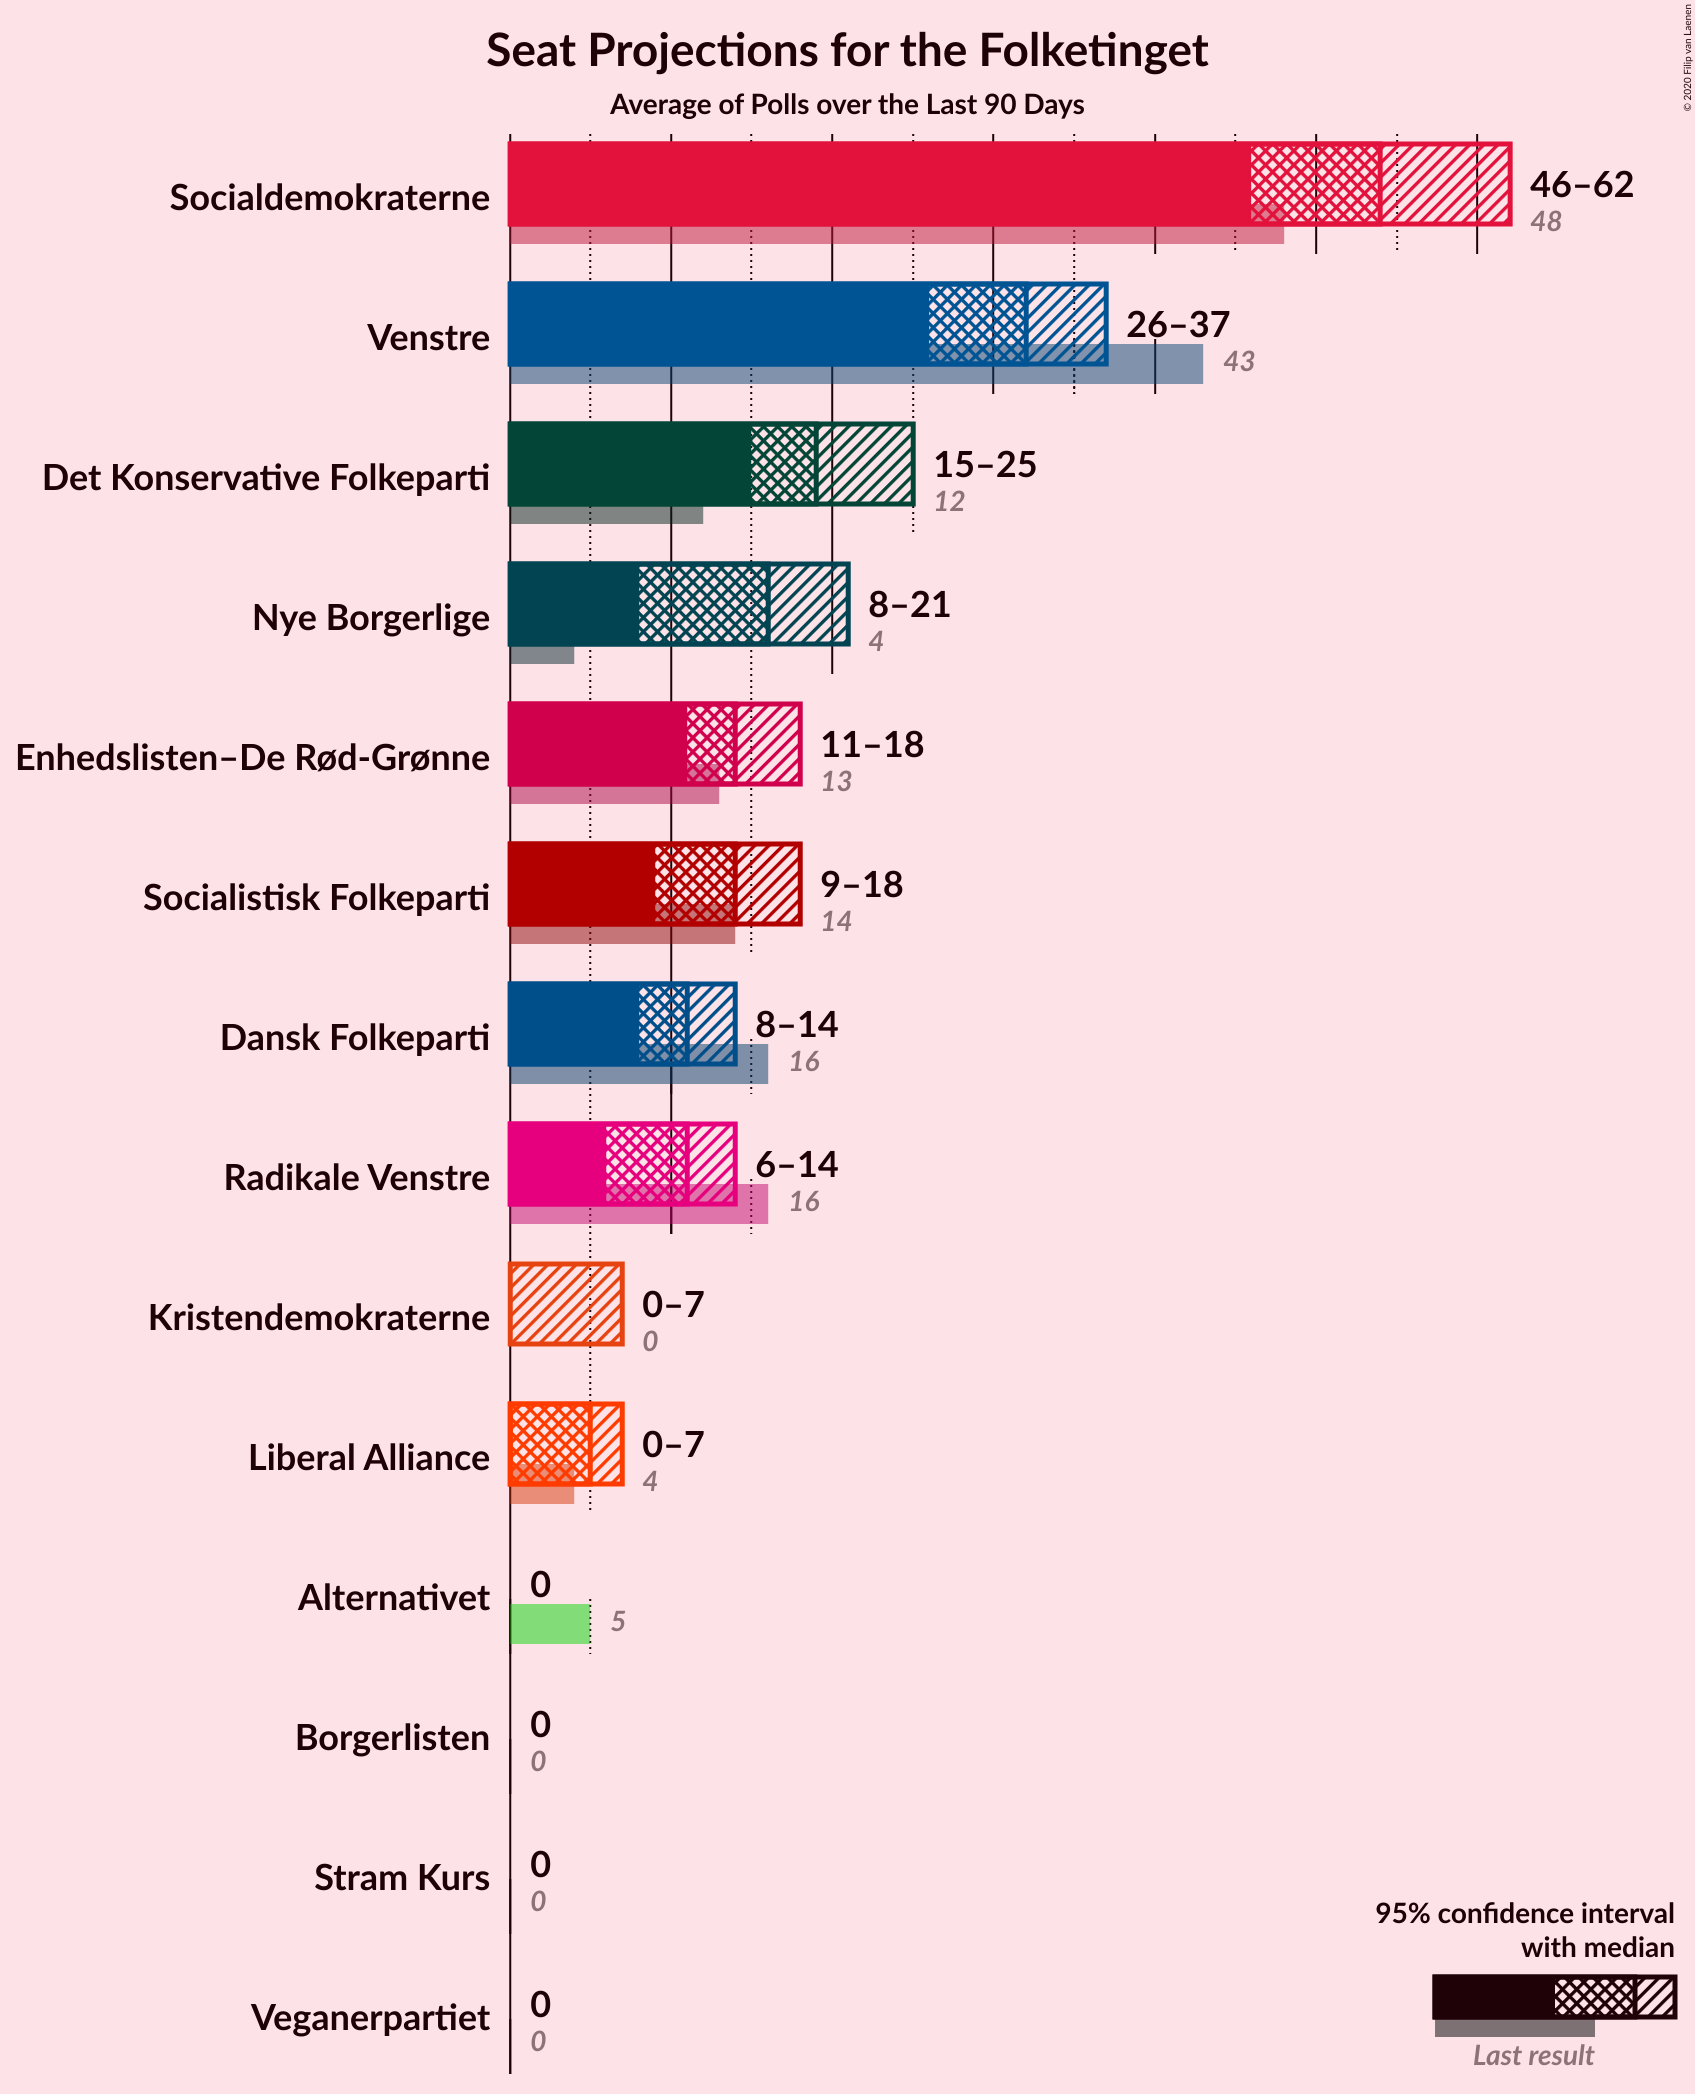 Seat Projections for the Folketinget
Average of Polls over the Last 90 Days
© 2020 Filip van Laenen
Socialdemokraterne
46–62
48
Venstre
26–37
43
Det Konservative Folkeparti
15–25
12
Nye Borgerlige
8–21
4
Enhedslisten–De Rød-Grønne
11–18
13
Socialistisk Folkeparti
9–18
14
Dansk Folkeparti
8–14
16
Radikale Venstre
6–14
16
Kristendemokraterne
0–7
0
Liberal Alliance
0–7
4
Alternativet
0
5
Borgerlisten
0
0
Stram Kurs
0
0
Veganerpartiet
0
0
95% confidence interval
with median
Last result